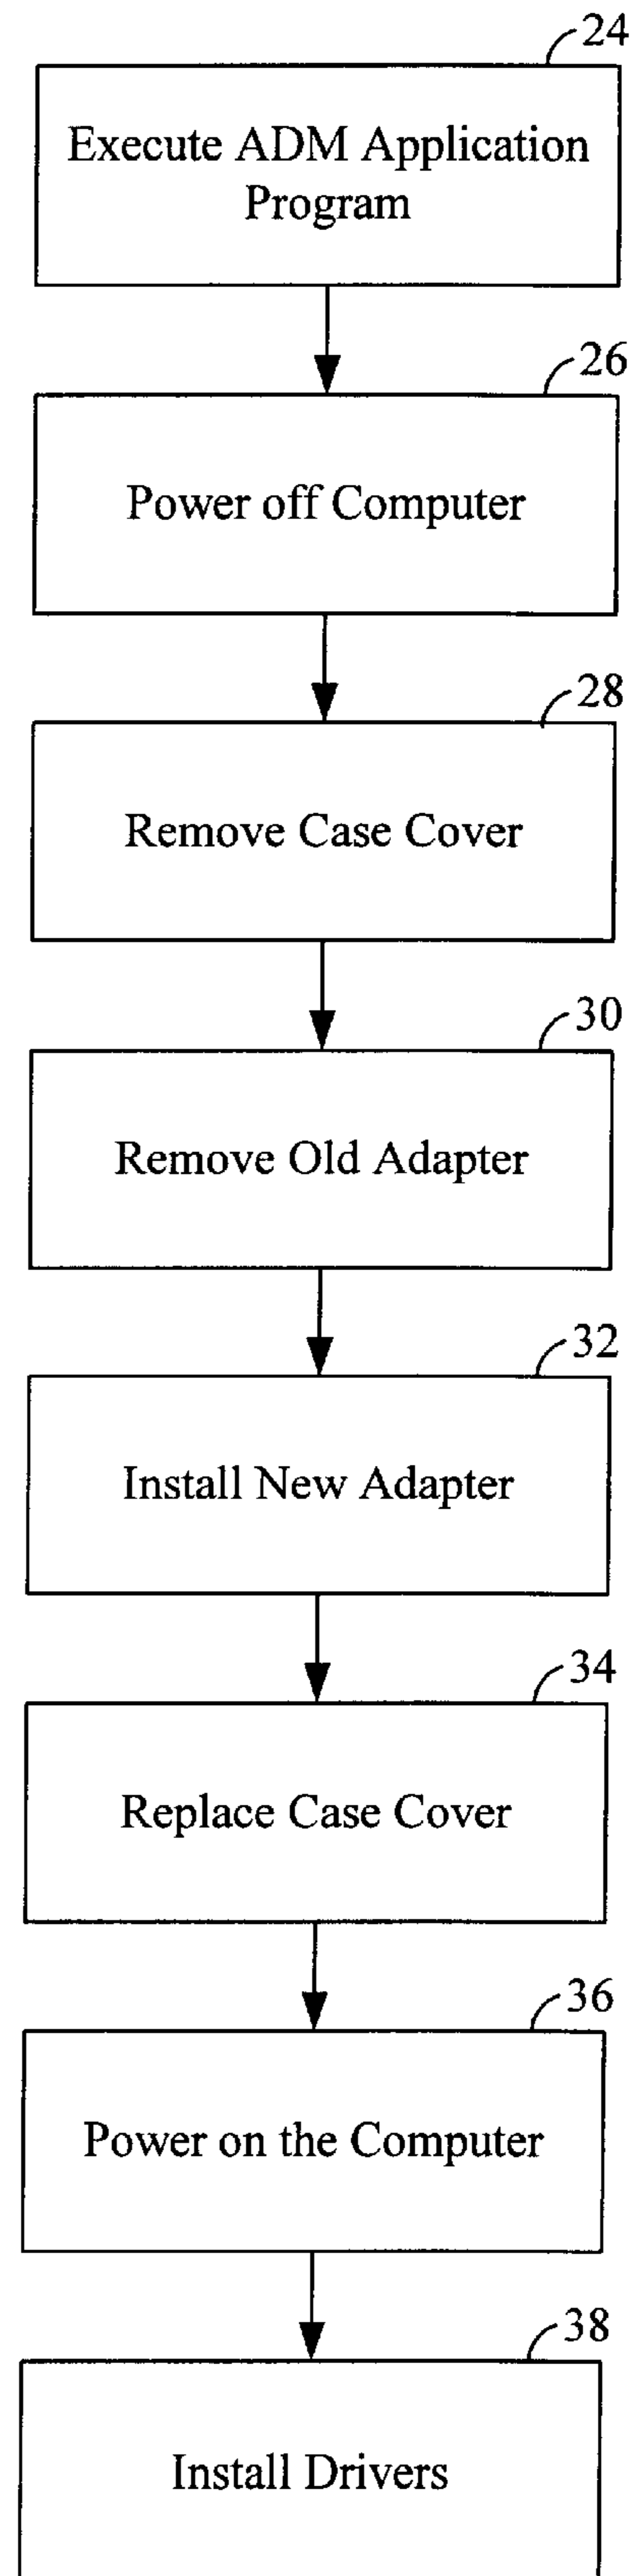 24
Execute ADM Application
Program
26
Power off Computer
28
Remove Case Cover
30
Remove Old Adapter
32
Install New Adapter
34
Replace Case Cover
36
Power on the Computer
38
Install Drivers